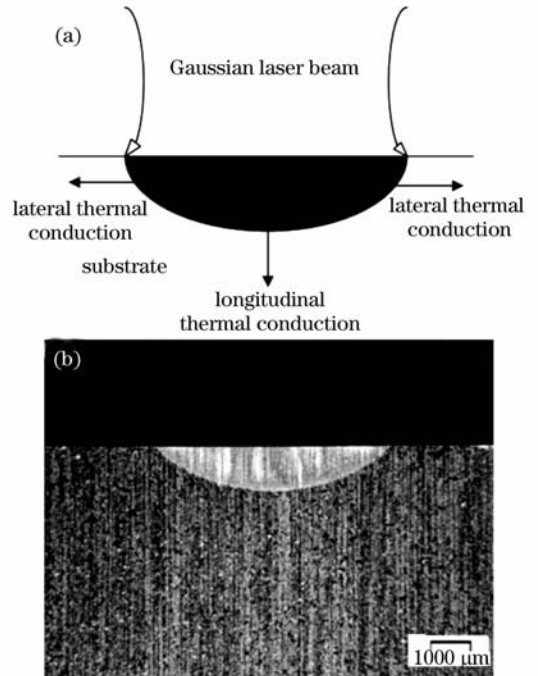 (a)
Gaussian laser beam
lateral thermal
conduction
lateral thermal
conduction
substrate
longitudinal
thermal conduction
(b)
1000 μm